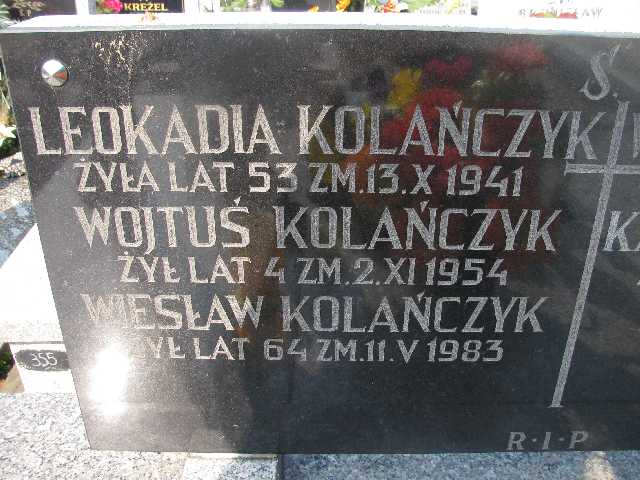 KRĘŻEL
Ś.
LEOKADIA KOLAŃCZYK
ŻYŁA LAT 53 ZM.13.X 1941
WOJTUŚ KOLAŃCZYK
ŻYŁ LAT 4 ZM.2.XI 1954
WIESŁAW KOLAŃCZYK
ŻYŁ LAT 64 ZM.11.V 1983
355
R·I·P